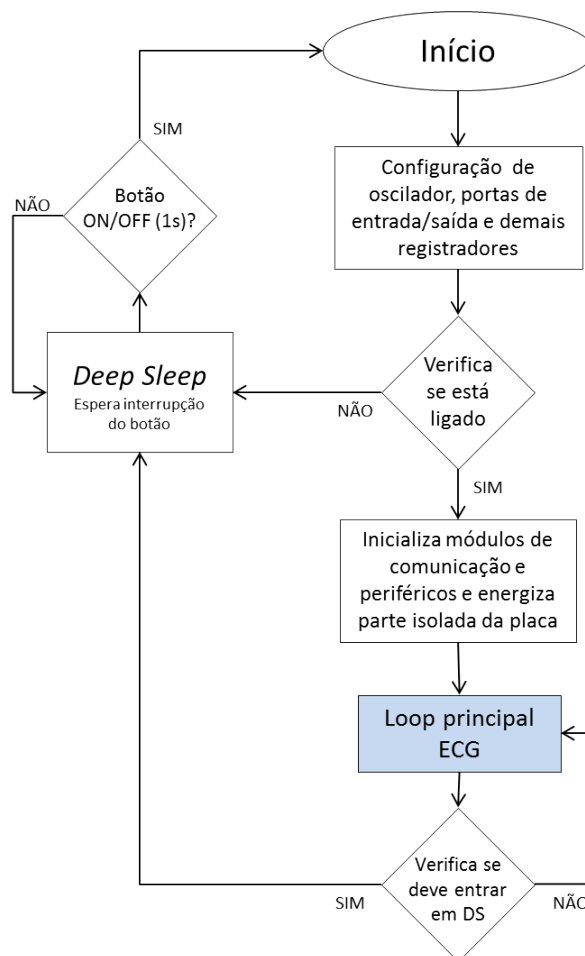 Início
SIM
Configuração de
oscilador, portas de
entrada/saída e demais
registradores
Botão
ON/OFF (1s)?
NÃO
Deep Sleep
Espera interrupção
do botão
Verifica
se está
ligado
NÃO
SIM
Inicializa módulos de
comunicação e
periféricos e energiza
parte isolada da placa
Loop principal
ECG
Verifica se
deve entrar
em DS
SIM
NÃO